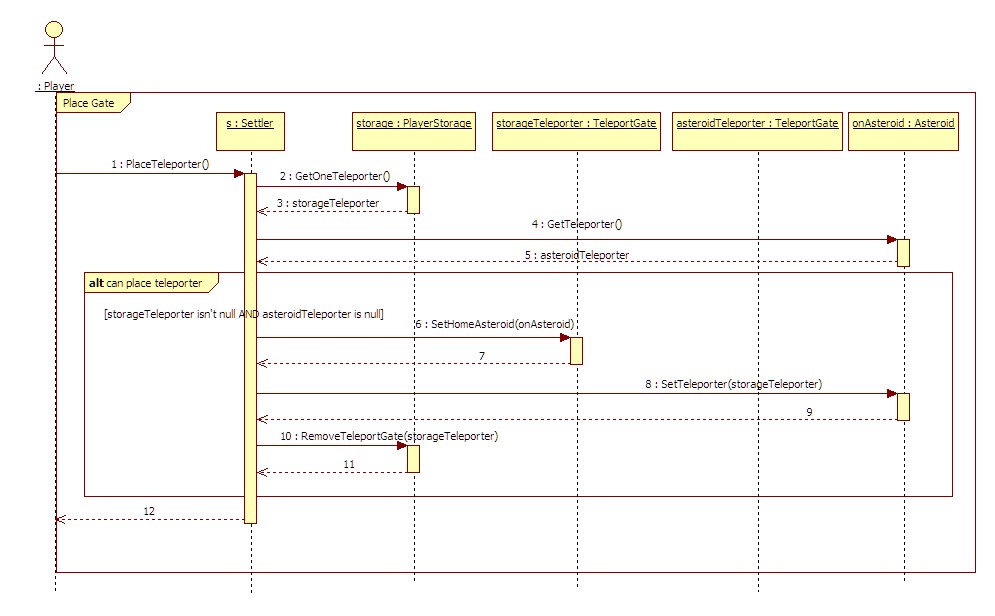 : Player
Place Gate
s : Settler
storage : PlayerStorage
storageTeleporter : TeleportGate
asteroidTeleporter : TeleportGate
onAsteroid : Asteroid
1 : PlaceTeleporter()
2 : GetOneTeleporter()
3 : storageTeleporter
4 : GetTeleporter()
5 : asteroidTeleporter
alt can place teleporter
[storageTeleporter isn't null AND asteroidTeleporter is null]
6 : SetHomeAsteroid(onAsteroid)
7
8 : SetTeleporter(storageTeleporter)
9
10 : RemoveTeleportGate(storageTeleporter)
11
12